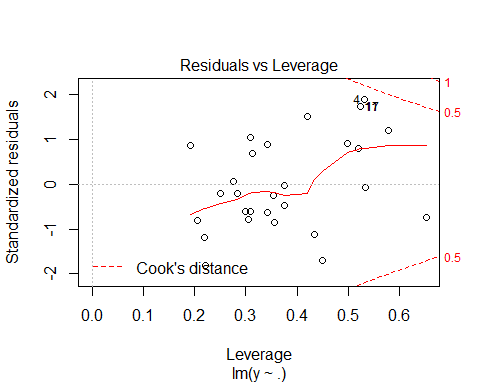 Residuals vs Leverage
Standardized residuals
2
1
0
-1
-2
1
0.5
0.5
4
17
Cook's distance
0.0 0.1 0.2 0.3 0.4 0.5 0.6
Leverage
lm(y ~ .)